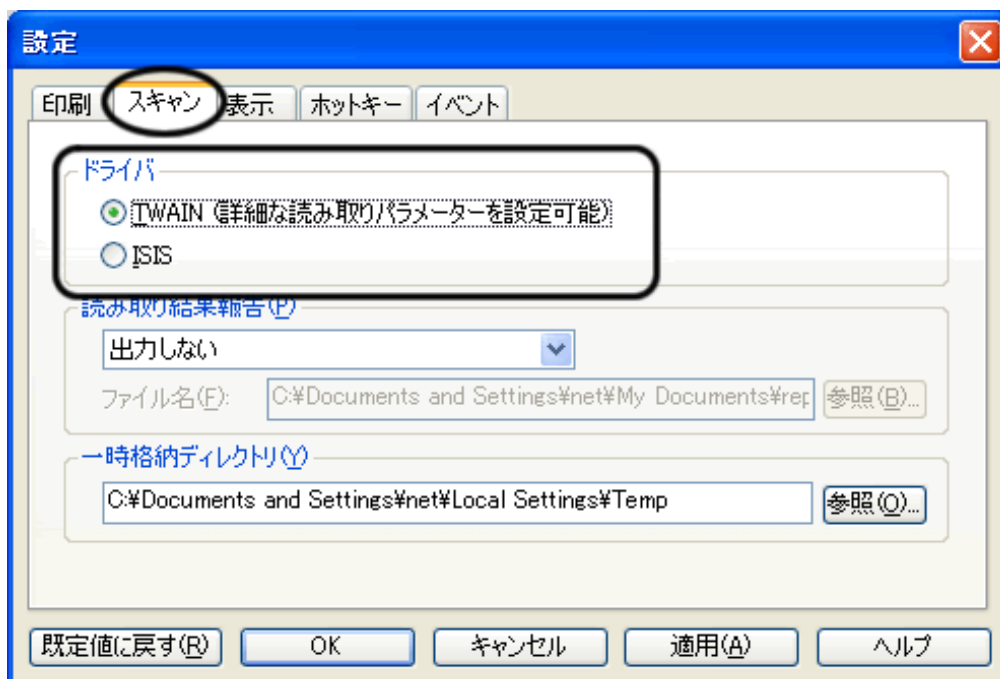 設定
印刷 スキャン 表示 ホットキー イベント
ドライバ
TWAIN (詳細な読み取りパラメーターを設定可能)
ISIS
読み取り結果報告(P)
出力しない
ファイル名(F): C:¥Documents and Settings¥net¥My Documents¥rep 参照(B)...
一時格納ディレクトリ(Y)
C:¥Documents and Settings¥net¥Local Settings¥Temp 参照(O)...
既定値に戻す(R) OK キャンセル 適用(A) ヘルプ